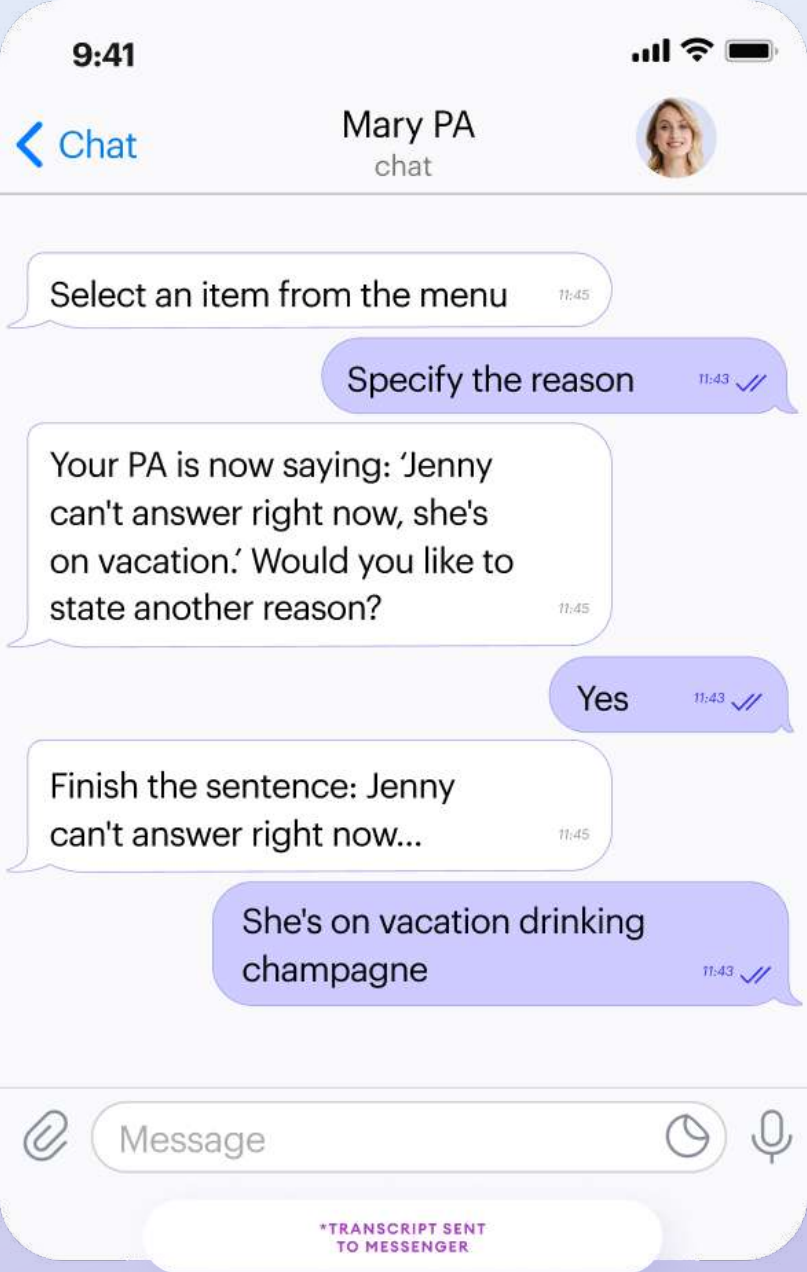 9:41
Chat
Mary PA
chat
Select an item from the menu 11:45
Specify the reason 11:43
Your PA is now saying: ‘Jenny
can't answer right now, she's
on vacation.’ Would you like to
state another reason? 11:45
Yes 11:43
Finish the sentence: Jenny
can't answer right now... 11:45
She's on vacation drinking
champagne 11:43
Message
*TRANSCRIPT SENT
TO MESSENGER